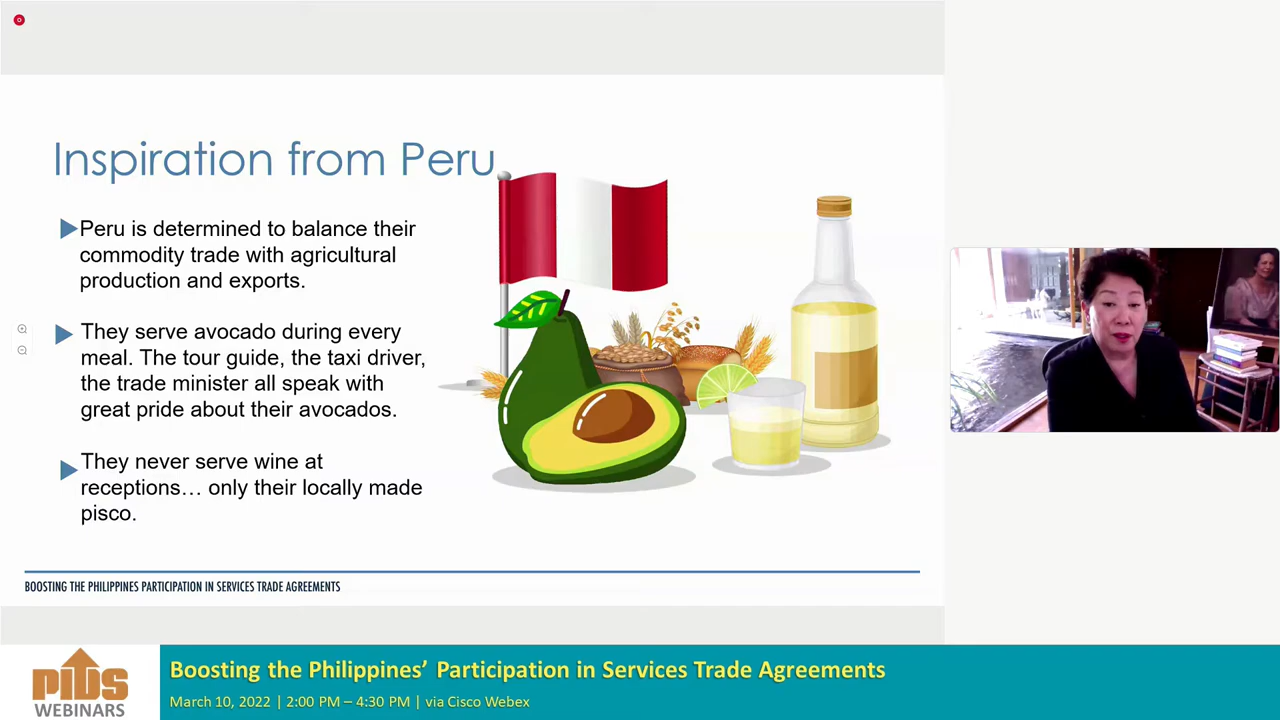 Inspiration from Peru
Peru is determined to balance their
commodity trade with agricultural
production and exports.
They serve avocado during every
meal. The tour guide, the taxi driver,
the trade minister all speak with
great pride about their avocados.
They never serve wine at
receptions… only their locally made
pisco.
BOOSTING THE PHILIPPINES PARTICIPATION IN SERVICES TRADE AGREEMENTS
PIDS
WEBINARS
Boosting the Philippines’ Participation in Services Trade Agreements
March 10, 2022 | 2:00 PM – 4:30 PM | via Cisco Webex